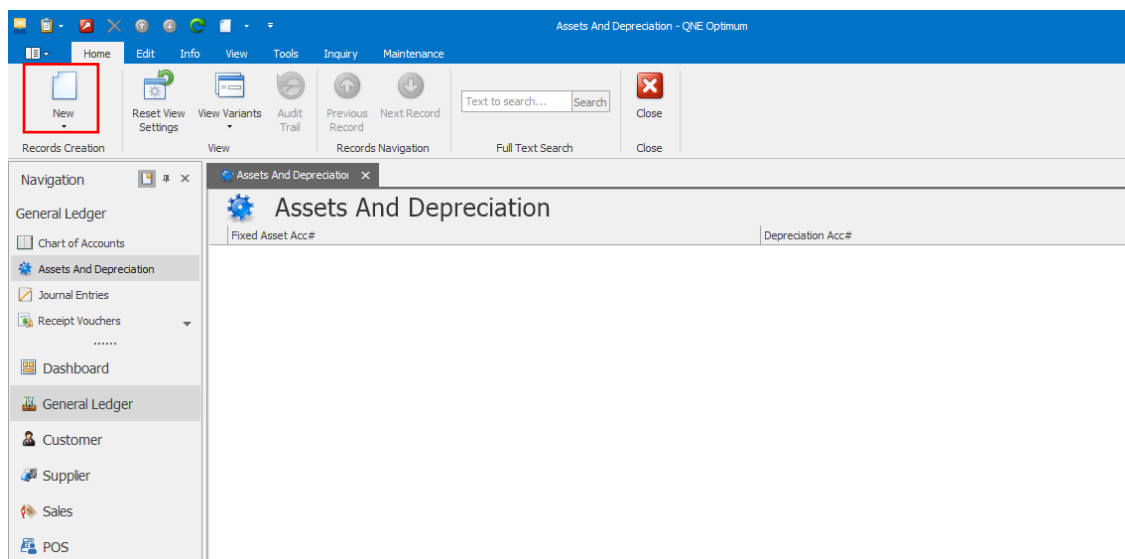 Assets And Depreciation - QNE Optimum
Home Edit Info View Tools Inquiry Maintenance
New
Reset View Settings
View Variants
Audit Trail
Previous Record
Next Record
Text to search...
Search
Close
Records Creation
View
Records Navigation
Full Text Search
Close
Navigation
Assets And Depreciation
General Ledger
Assets And Depreciation
Fixed Asset Acc#
Depreciation Acc#
Chart of Accounts
Assets And Depreciation
Journal Entries
Receipt Vouchers
Dashboard
General Ledger
Customer
Supplier
Sales
POS